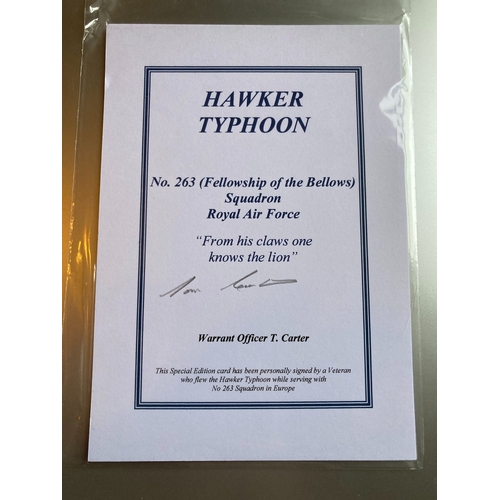 HAWKER
TYPHOON
No. 263 (Fellowship of the Bellows)
Squadron
Royal Air Force
“From his claws one
knows the lion”
Warrant Officer T. Carter
This Special Edition card has been personally signed by a Veteran
who flew the Hawker Typhoon while serving with
No 263 Squadron in Europe